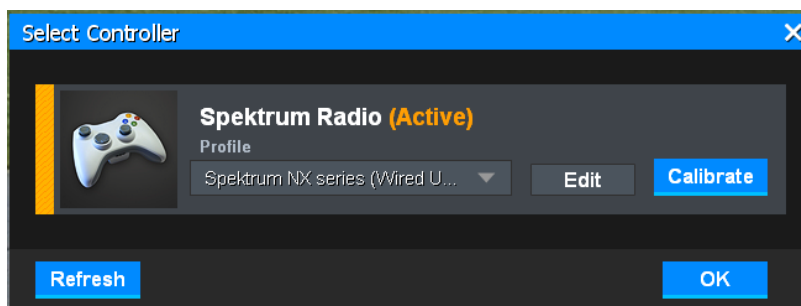 Select Controller
Spektrum Radio (Active)
Profile
Spektrum NX series (Wired U...
Edit
Calibrate
Refresh
OK